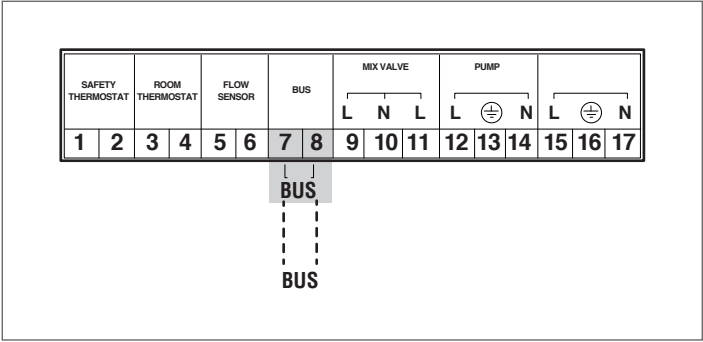 SAFETY THERMOSTAT
ROOM THERMOSTAT
FLOW SENSOR
BUS
MIX VALVE
PUMP
L N L L N L N
1 2 3 4 5 6 7 8 9 10 11 12 13 14 15 16 17
BUS
BUS